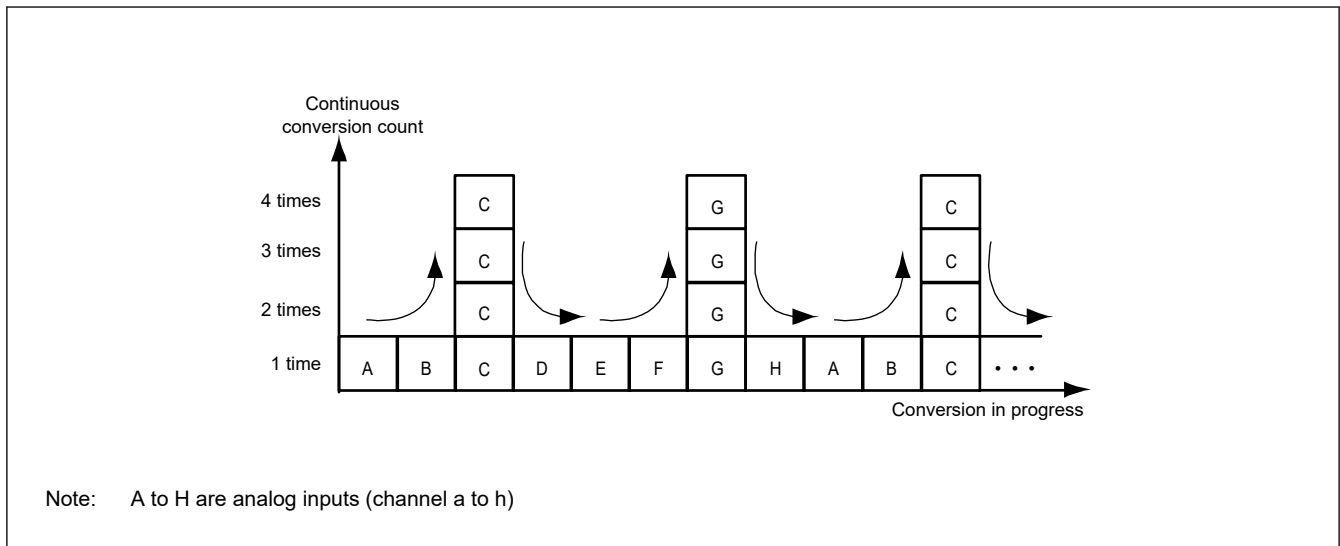 Continuous
conversion count
4 times
C
G
C
3 times
C
G
C
2 times
C
G
C
1 time
A B C D E F G H A B C • • •
Conversion in progress
Note: A to H are analog inputs (channel a to h)